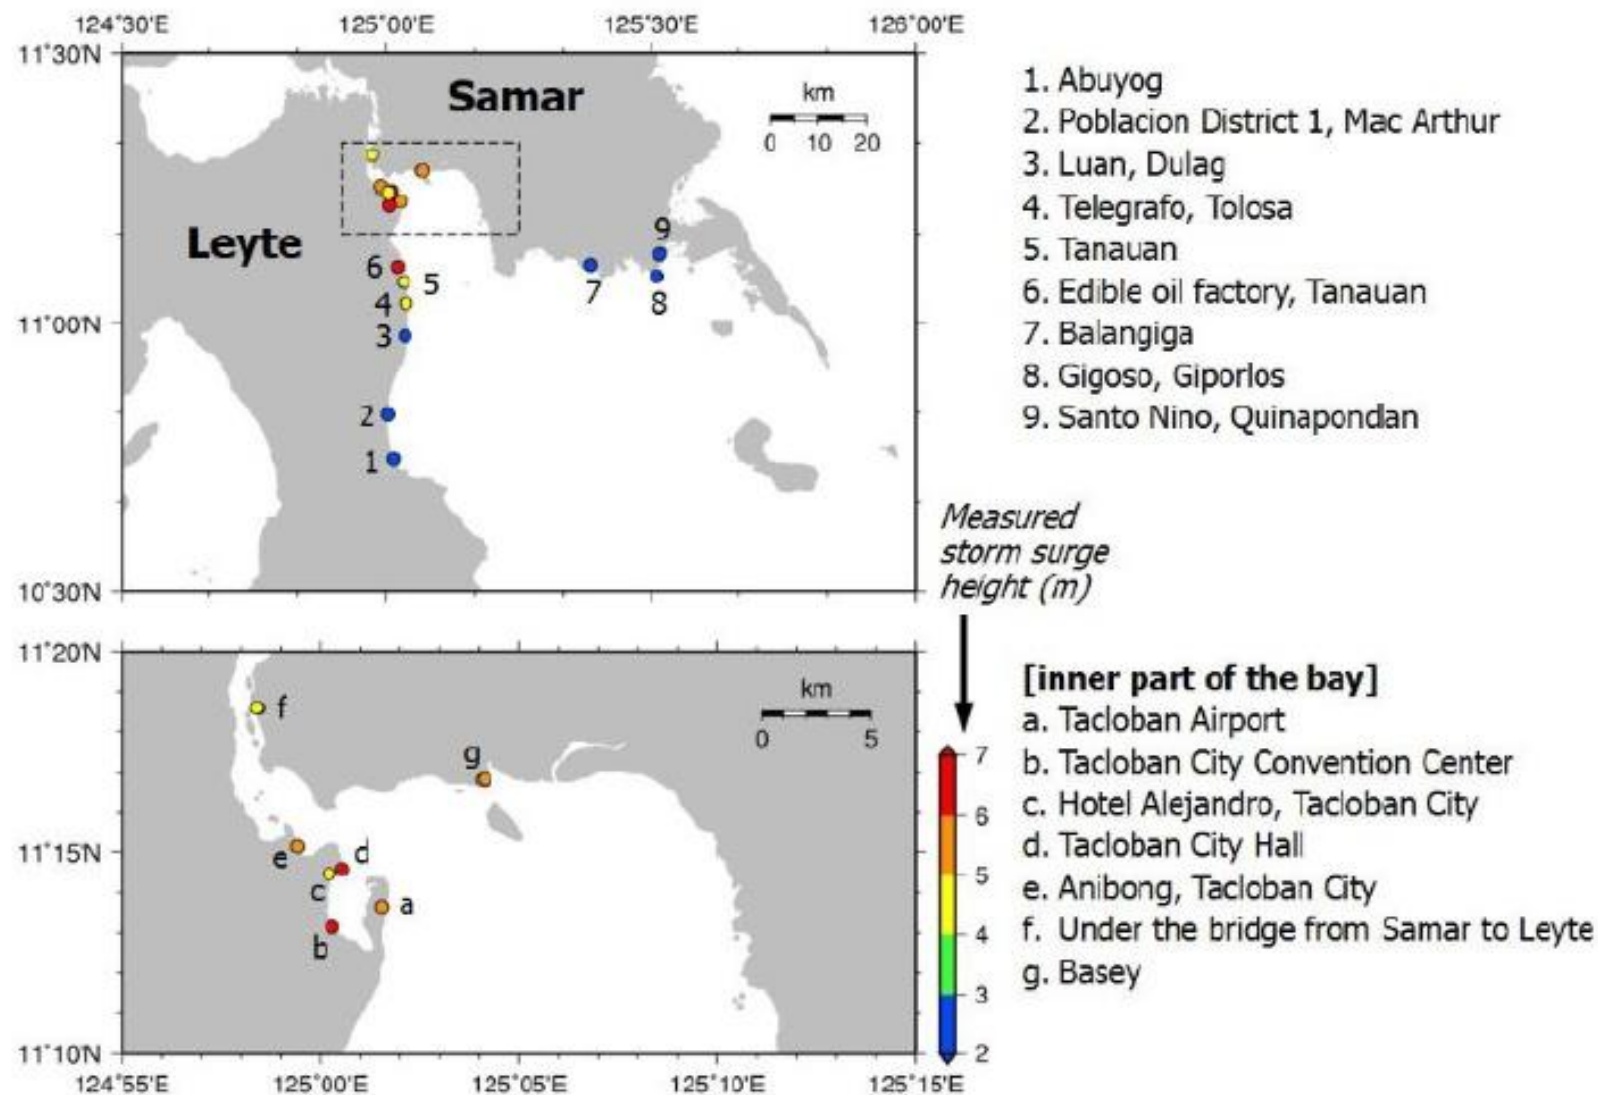 124°30'E 125°00'E 125°30'E 126°00'E
11°30'N
11°00'N
10°30'N
Samar
Leyte
km
0 10 20
9
6
5
4
3
7
8
2
1
1. Abuyog
2. Poblacion District 1, Mac Arthur
3. Luan, Dulag
4. Telegrafo, Tolosa
5. Tanauan
6. Edible oil factory, Tanauan
7. Balangiga
8. Gigoso, Giporlos
9. Santo Nino, Quinapondan
Measured
storm surge
height (m)
11°20'N
11°15'N
11°10'N
124°55'E 125°00'E 125°05'E 125°10'E 125°15'E
km
0 5
f
g
e
d
c
a
b
7
6
5
4
3
2
[inner part of the bay]
a. Tacloban Airport
b. Tacloban City Convention Center
c. Hotel Alejandro, Tacloban City
d. Tacloban City Hall
e. Anibong, Tacloban City
f. Under the bridge from Samar to Leyte
g. Basey